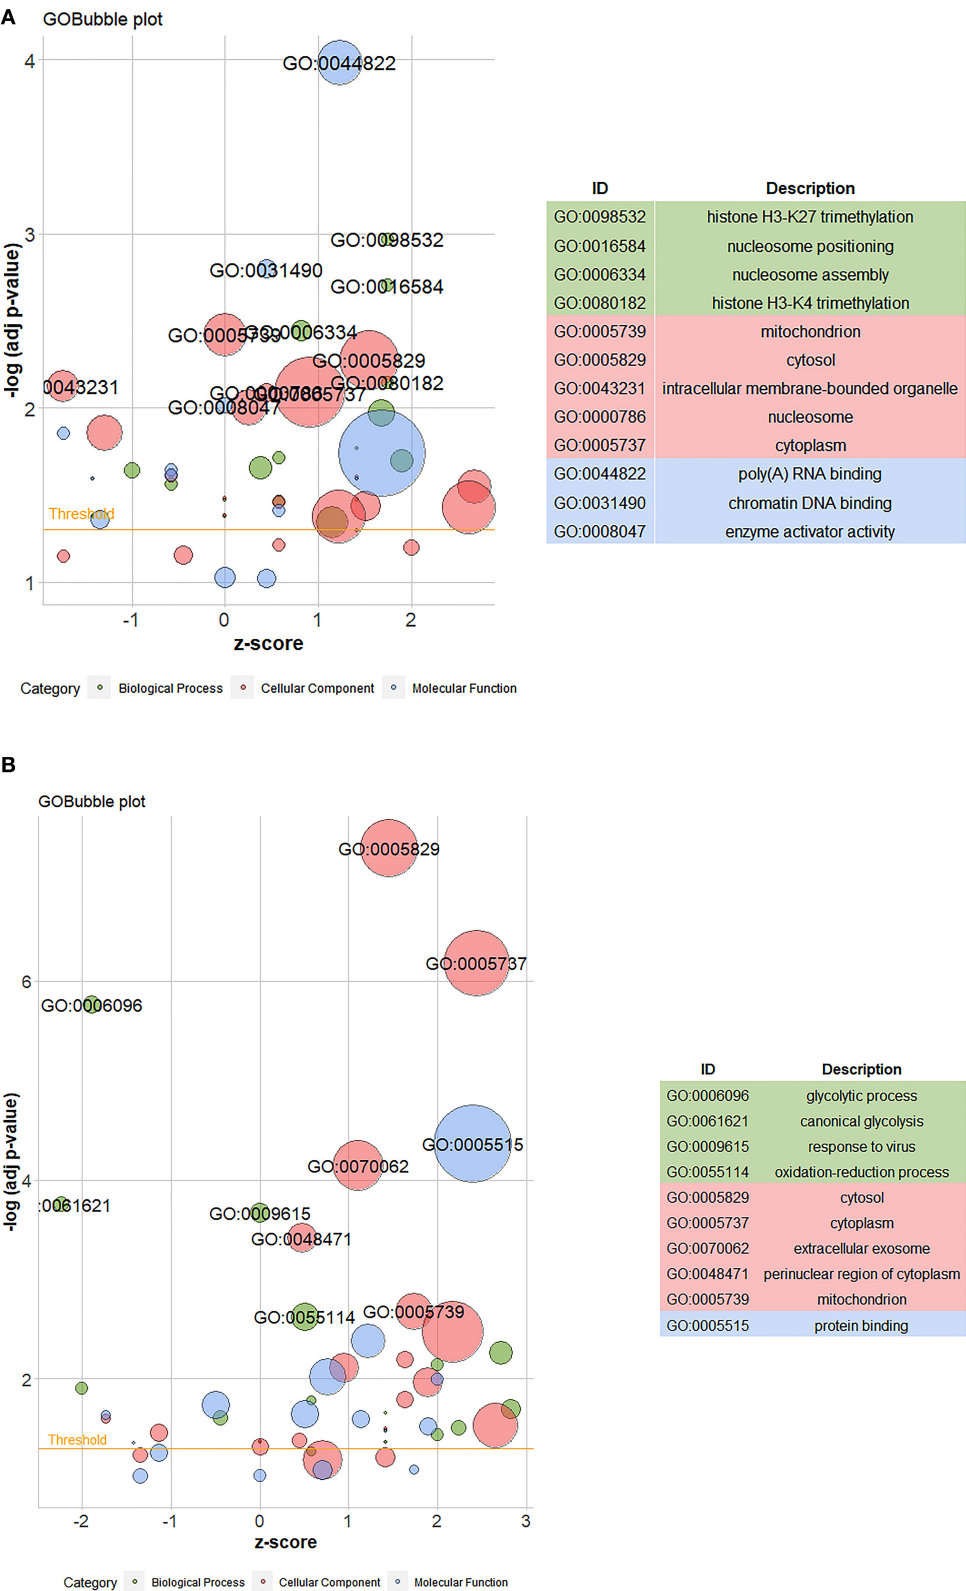 A
GOBubble plot
4
3
2
1
-log (adj p-value)
GO:0044822
GO:0098532
GO:0031490
GO:0016584
GO:0005739
GO:0006334
GO:0005829
GO:0080182
0043231
GO:0000786
GO:0005737
GO:0008047
Threshold
-1 0 1 2
z-score
Category Biological Process Cellular Component Molecular Function
ID Description
GO:0098532 histone H3-K27 trimethylation
GO:0016584 nucleosome positioning
GO:0006334 nucleosome assembly
GO:0080182 histone H3-K4 trimethylation
GO:0005739 mitochondrion
GO:0005829 cytosol
GO:0043231 intracellular membrane-bounded organelle
GO:0000786 nucleosome
GO:0005737 cytoplasm
GO:0044822 poly(A) RNA binding
GO:0031490 chromatin DNA binding
GO:0008047 enzyme activator activity
B
GOBubble plot
6
4
2
-log (adj p-value)
GO:0005829
GO:0005737
GO:0006096
GO:0005515
GO:0070062
:0061621
GO:0009615
GO:0048471
GO:0055114
GO:0005739
Threshold
-2 -1 0 1 2 3
z-score
Category Biological Process Cellular Component Molecular Function
ID Description
GO:0006096 glycolytic process
GO:0061621 canonical glycolysis
GO:0009615 response to virus
GO:0055114 oxidation-reduction process
GO:0005829 cytosol
GO:0005737 cytoplasm
GO:0070062 extracellular exosome
GO:0048471 perinuclear region of cytoplasm
GO:0005739 mitochondrion
GO:0005515 protein binding